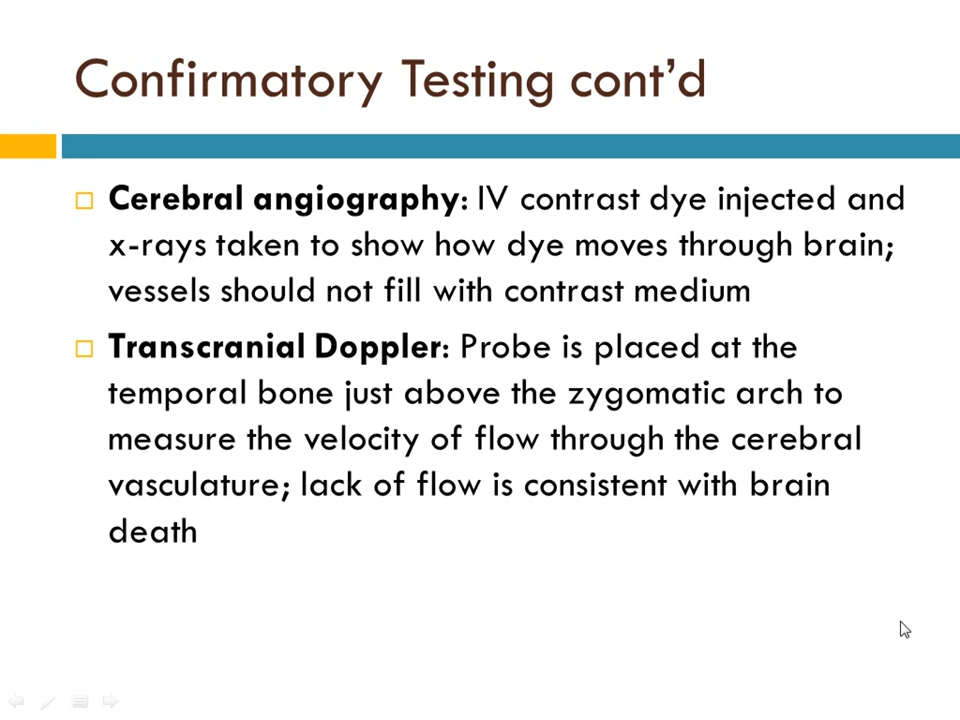 Confirmatory Testing cont’d
Cerebral angiography: IV contrast dye injected and
x-rays taken to show how dye moves through brain;
vessels should not fill with contrast medium
Transcranial Doppler: Probe is placed at the
temporal bone just above the zygomatic arch to
measure the velocity of flow through the cerebral
vasculature; lack of flow is consistent with brain
death